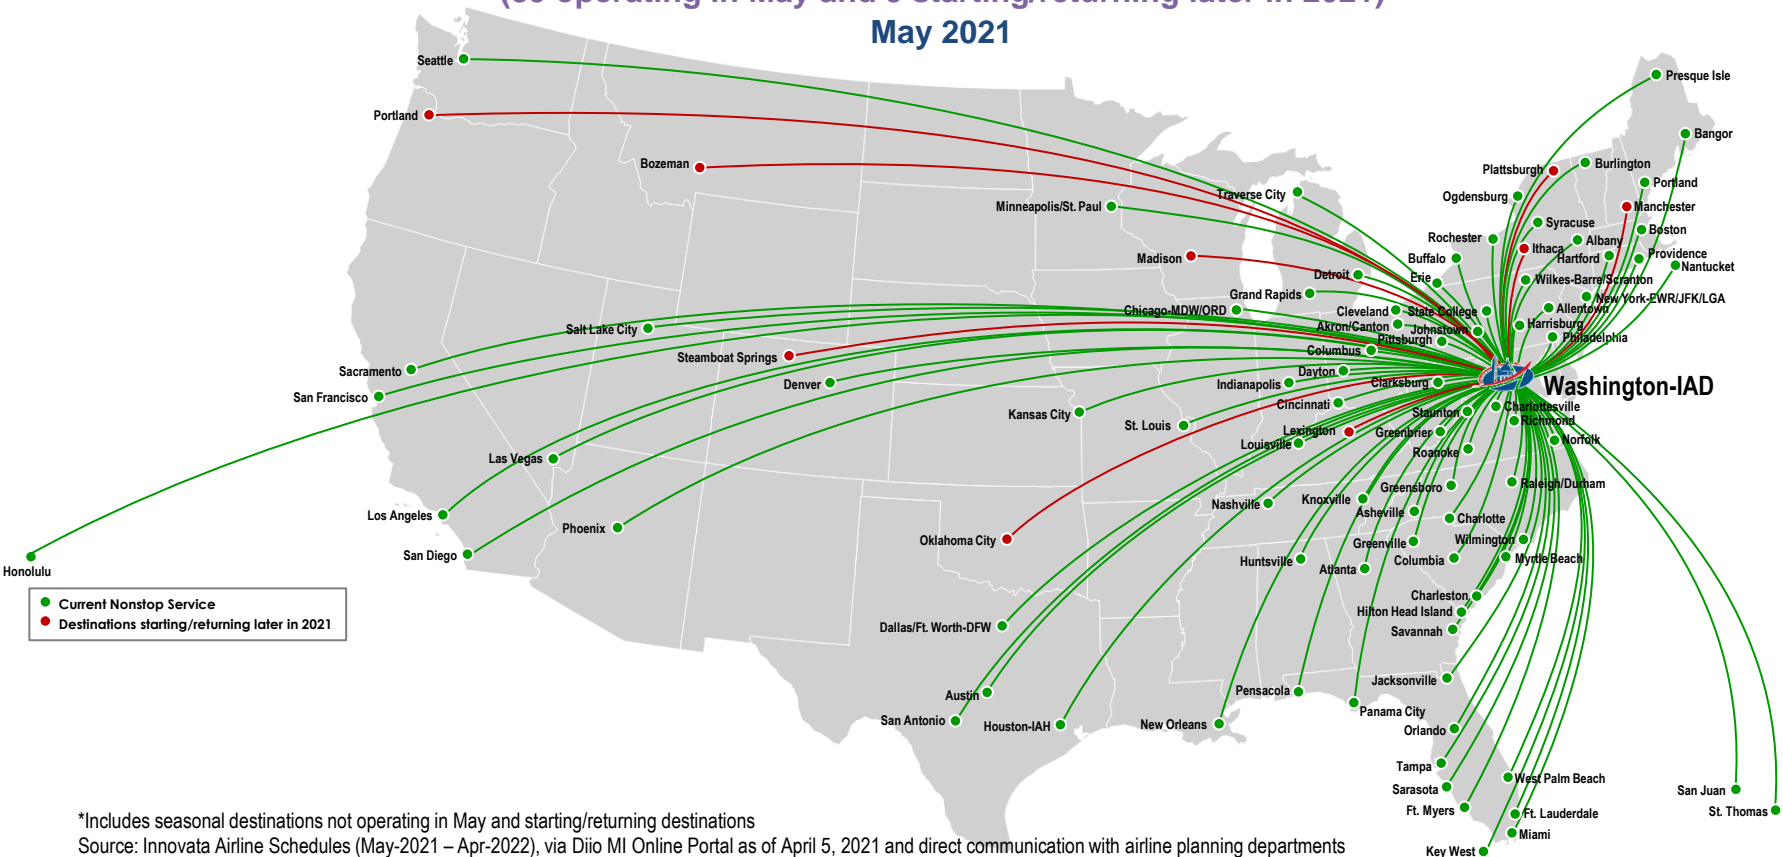 May 2021
Seattle
Presque Isle
Portland
Bangor
Bozeman
Plattsburgh
Burlington
Traverse City
Ogdensburg
Portland
Minneapolis/St. Paul
Manchester
Syracuse
Rochester
Albany
Boston
Ithaca
Madison
Buffalo
Hartford
Providence
Nantucket
Detroit
Erie
Wilkes-Barre/Scranton
Grand Rapids
New York-EWR/JFK/LGA
Chicago-MDW/ORD
Cleveland
State College
Allentown
Akron/Canton
Johnstown
Harrisburg
Salt Lake City
Pittsburgh
Philadelphia
Steamboat Springs
Columbus
Sacramento
Dayton
Denver
Indianapolis
Clarksburg
Washington-IAD
San Francisco
Cincinnati
Charlottesville
Kansas City
Staunton
Richmond
St. Louis
Lexington
Greenbrier
Norfolk
Louisville
Roanoke
Las Vegas
Greensboro
Raleigh/Durham
Nashville
Knoxville
Asheville
Los Angeles
Charlotte
Phoenix
Oklahoma City
Greenville
Wilmington
San Diego
Huntsville
Atlanta
Columbia
Myrtle Beach
Honolulu
Charleston
Current Nonstop Service
Hilton Head Island
Destinations starting/returning later in 2021
Dallas/Ft. Worth-DFW
Savannah
Jacksonville
Austin
Pensacola
Panama City
San Antonio
Houston-IAH
New Orleans
Orlando
Tampa
West Palm Beach
Sarasota
San Juan
Ft. Myers
Ft. Lauderdale
St. Thomas
Miami
Key West
*Includes seasonal destinations not operating in May and starting/returning destinations
Source: Innovata Airline Schedules (May-2021 – Apr-2022), via Diio MI Online Portal as of April 5, 2021 and direct communication with airline planning departments